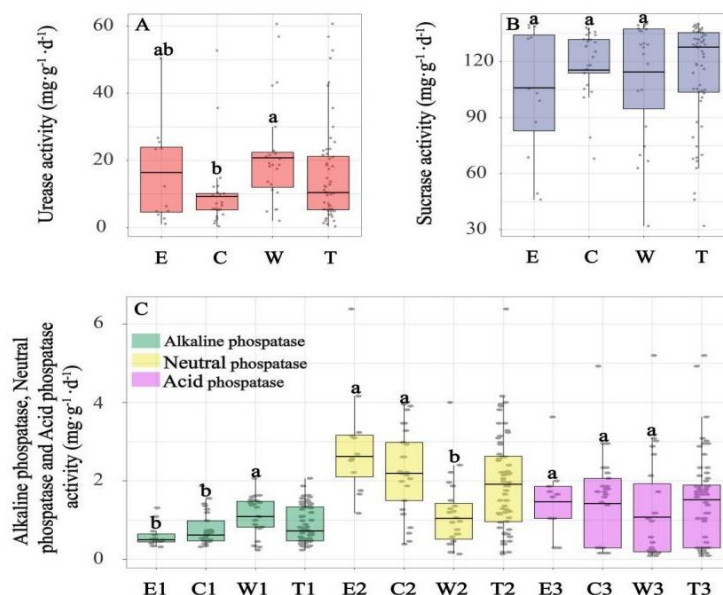 A
Urease activity (mg·g⁻¹·d⁻¹)
60
40
20
0
ab
b
a
E C W T
B
Sucrase activity (mg·g⁻¹·d⁻¹)
120
90
60
30
a a a
E C W T
C
Alkaline phospatase, Neutral
phospatase and Acid phospatase
activity (mg·g⁻¹·d⁻¹)
6
4
2
0
Alkaline phospatase
Neutral phospatase
Acid phospatase
b b a a a b a a a
E1 C1 W1 T1 E2 C2 W2 T2 E3 C3 W3 T3